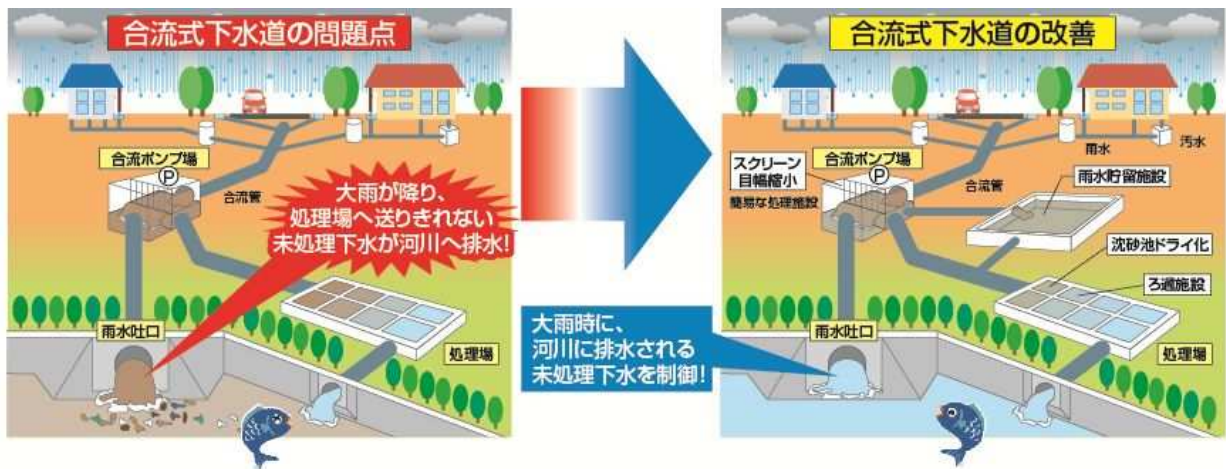 合流式下水道の問題点
合流ポンプ場
P
合流管
大雨が降り、
処理場へ送りきれない
未処理下水が河川へ排水!
雨水吐口
処理場
合流式下水道の改善
スクリーン
目幅縮小
簡易な処理施設
合流ポンプ場
P
合流管
雨水
汚水
雨水貯留施設
沈砂池ドライ化
ろ過施設
大雨時に、
河川に排水される
未処理下水を制御!
雨水吐口
処理場